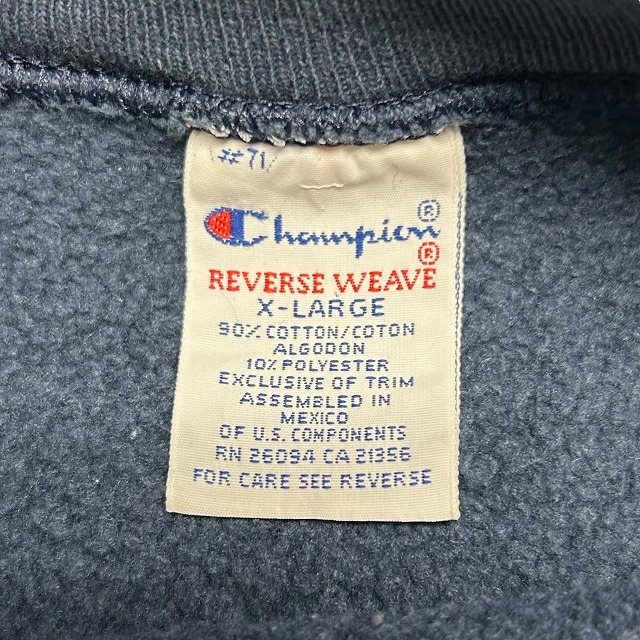 #71
Champion®
REVERSE WEAVE®
X-LARGE
90% COTTON/COTON
ALGODON
10% POLYESTER
EXCLUSIVE OF TRIM
ASSEMBLED IN
MEXICO
OF U.S. COMPONENTS
RN 26094 CA 21356
FOR CARE SEE REVERSE